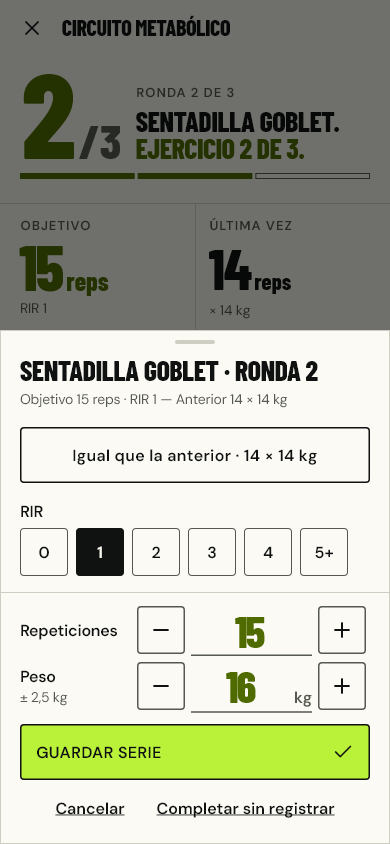 CIRCUITO METABÓLICO
2/3
RONDA 2 DE 3
SENTADILLA GOBLET.
EJERCICIO 2 DE 3.
OBJETIVO
15 reps
RIR 1
ÚLTIMA VEZ
14 reps
× 14 kg
SENTADILLA GOBLET · RONDA 2
Objetivo 15 reps · RIR 1 — Anterior 14 × 14 kg
Igual que la anterior · 14 × 14 kg
RIR
0 1 2 3 4 5+
Repeticiones − 15 +
Peso
± 2,5 kg
− 16 kg +
GUARDAR SERIE
Cancelar Completar sin registrar